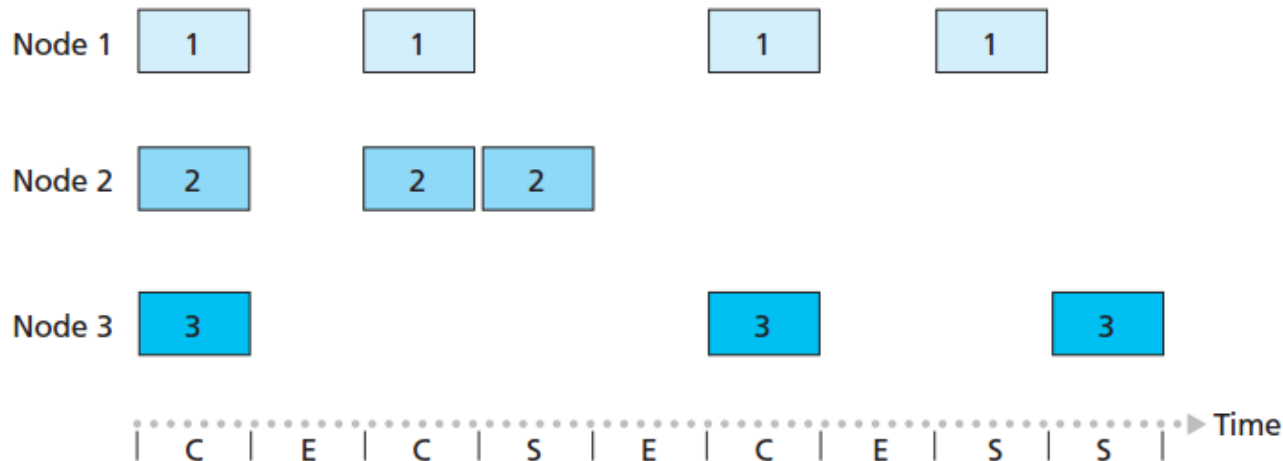 Node 1 1 1 1 1
Node 2 2 2 2
Node 3 3 3 3
Time
C E C S E C E S S